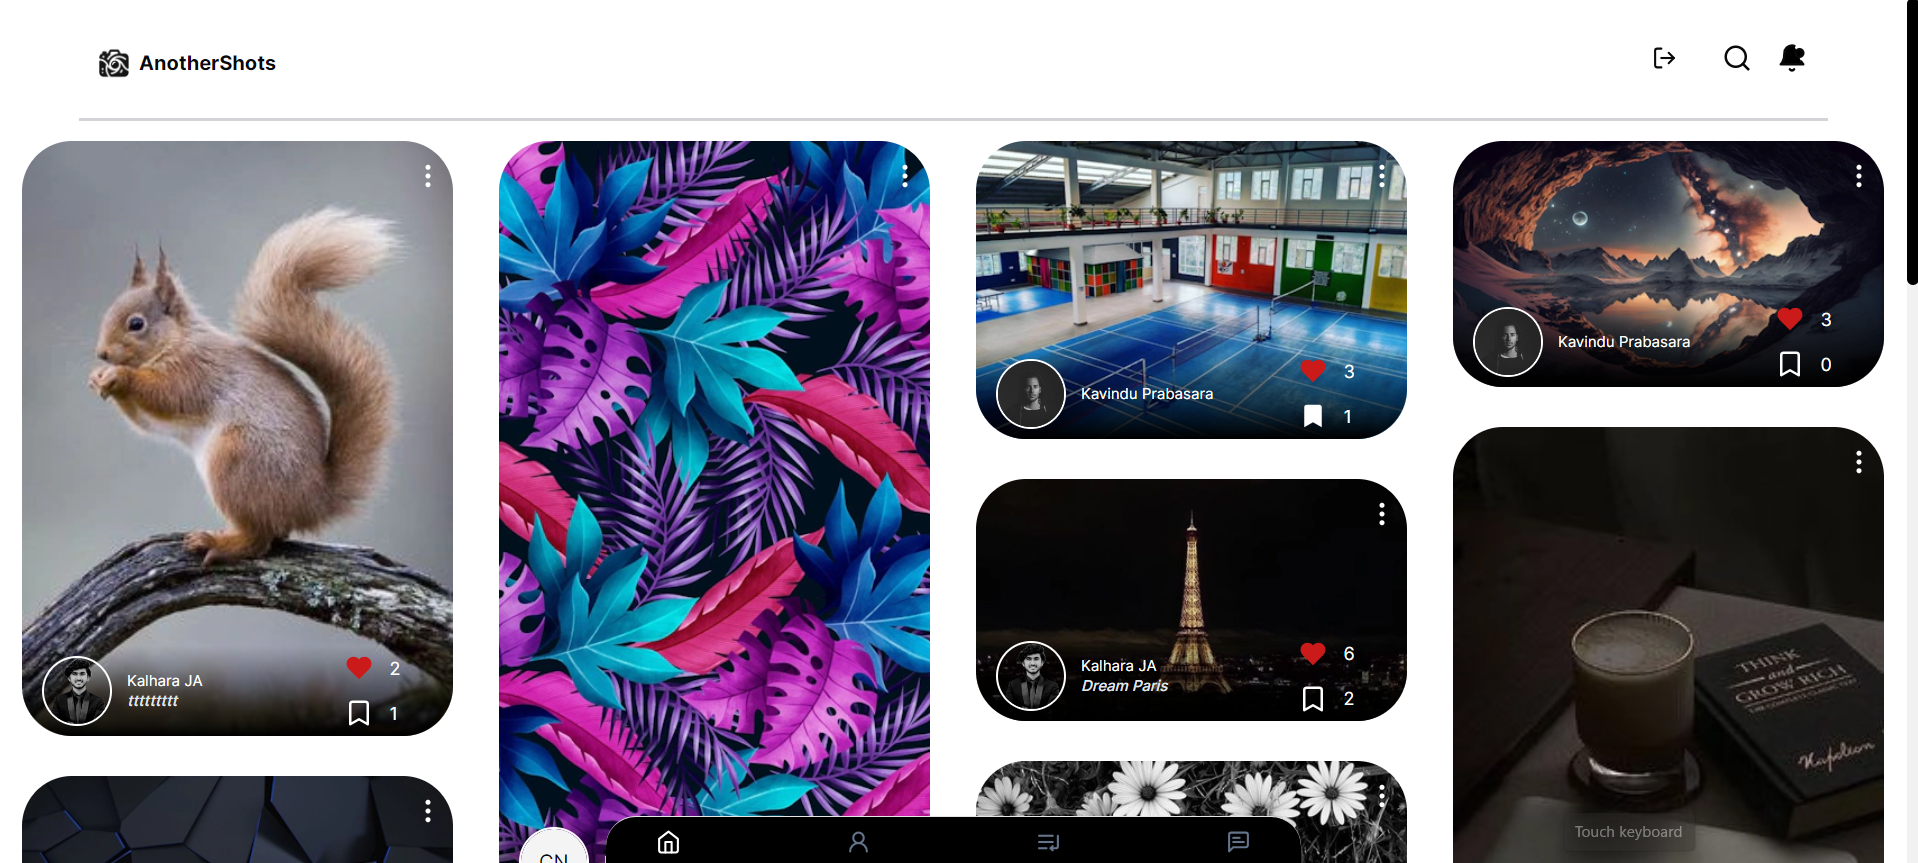 AnotherShots
Kalhara JA
ttttttttt
2
1
CN
Kavindu Prabasara
3
1
Kalhara JA
Dream Paris
6
2
Kavindu Prabasara
3
0
THINK
and
GROW RICH
Napoleon
Touch keyboard